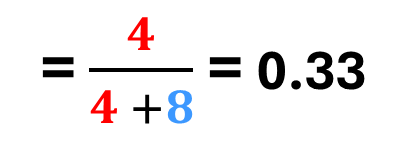 = 4 / 4 + 8 = 0.33